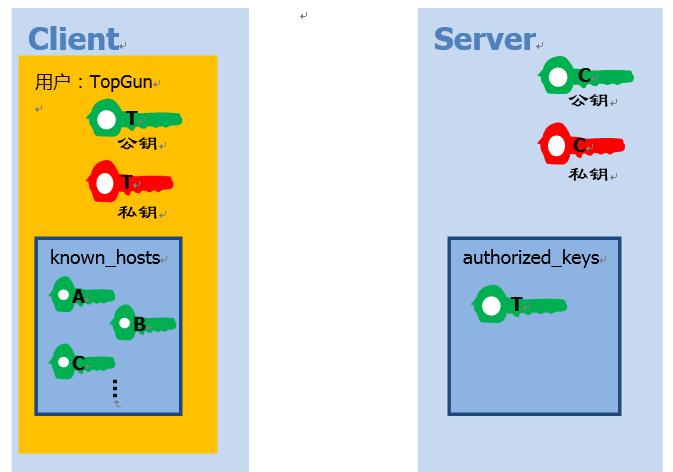 Client
用户：TopGun
T
公钥
T
私钥
known_hosts
A
B
C
Server
C
公钥
C
私钥
authorized_keys
T